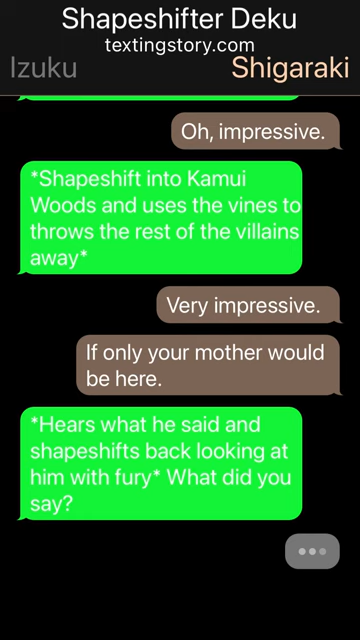 Shapeshifter Deku
textingstory.com
Izuku
Shigaraki
Oh, impressive.
*Shapeshift into Kamui
Woods and uses the vines to
throws the rest of the villains
away*
Very impressive.
If only your mother would
be here.
*Hears what he said and
shapeshifts back looking at
him with fury* What did you
say?